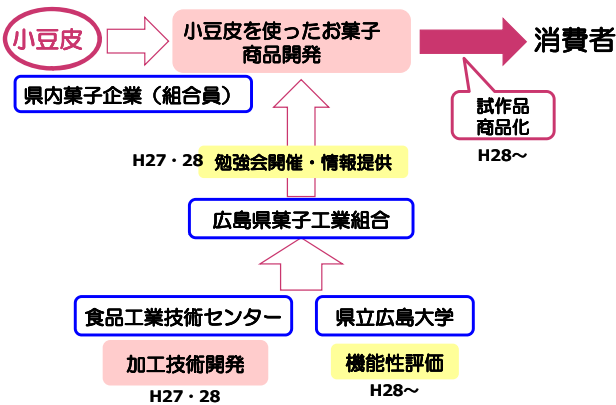 小豆皮
小豆皮を使ったお菓子
商品開発
消費者
県内菓子企業（組合員）
試作品
商品化
H28～
H27・28
勉強会開催・情報提供
広島県菓子工業組合
食品工業技術センター
県立広島大学
加工技術開発
機能性評価
H27・28
H28～